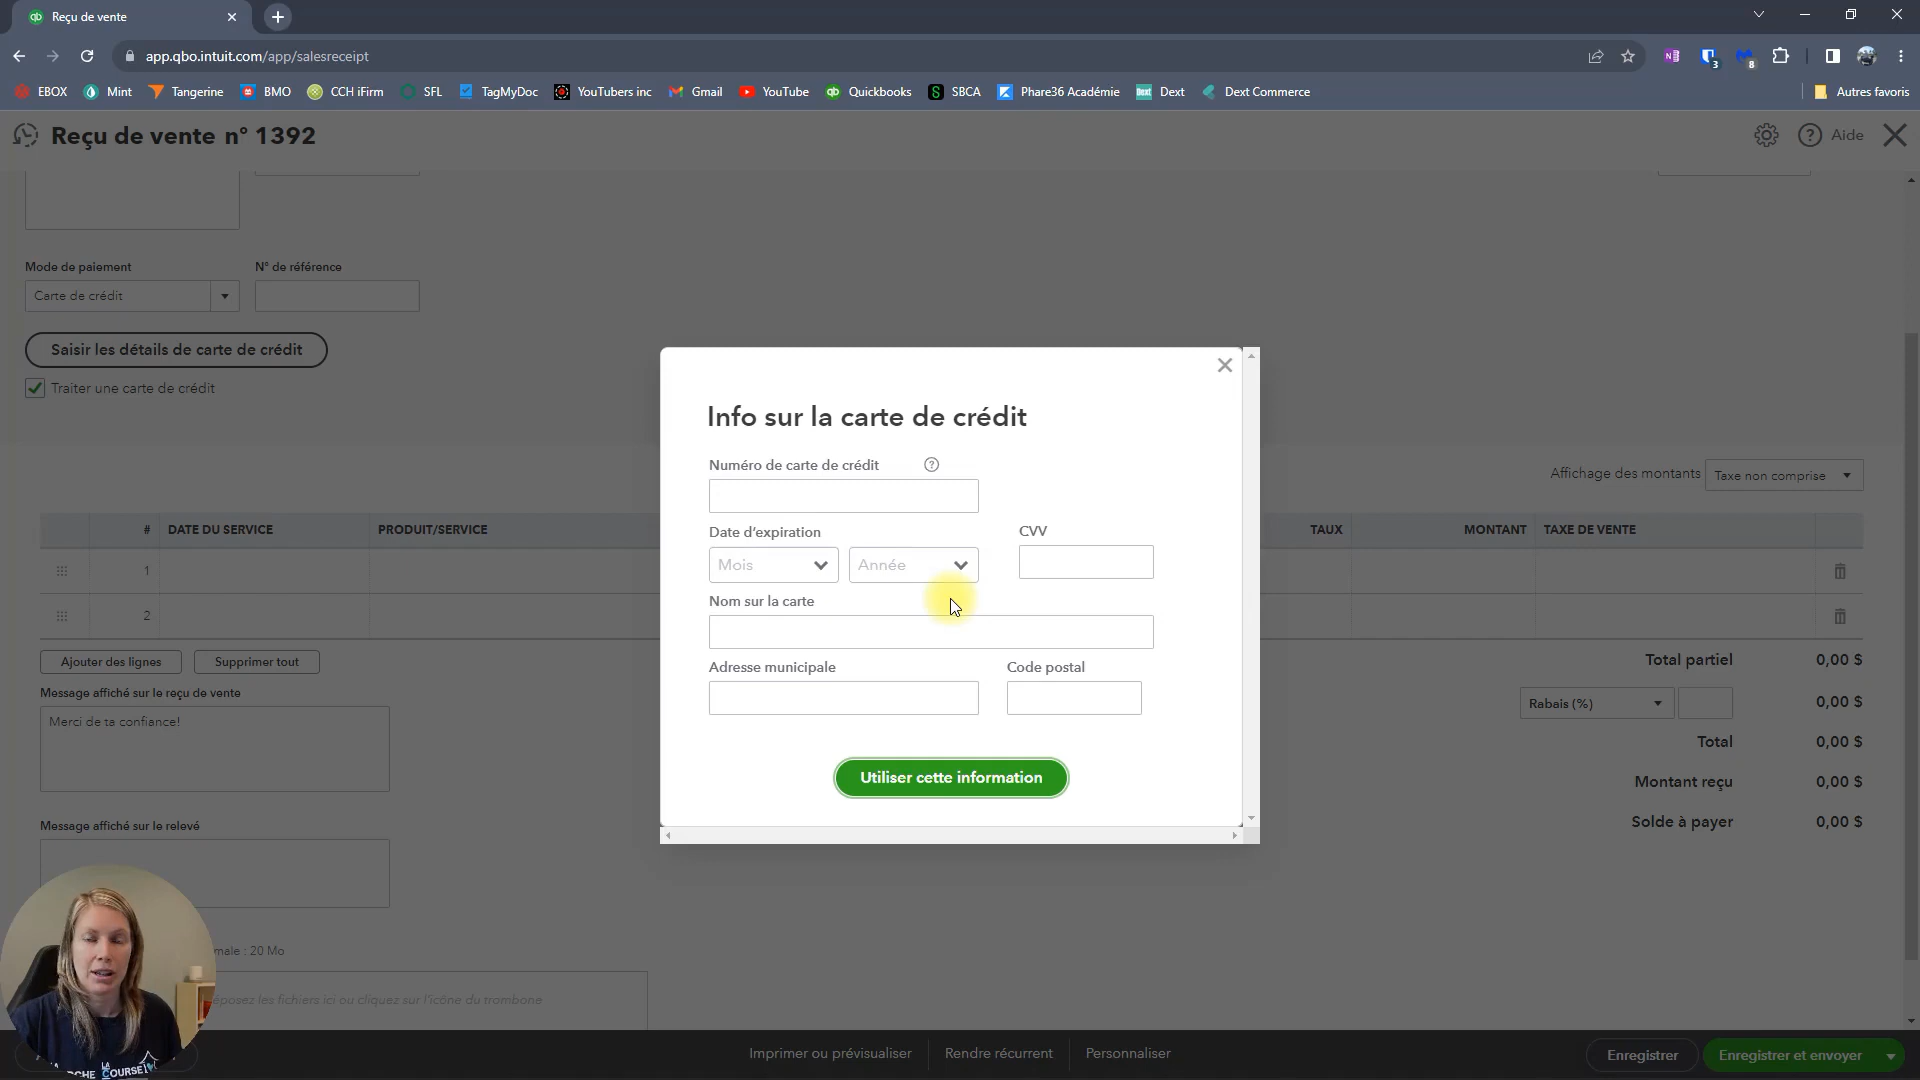 Reçu de vente
app.qbo.intuit.com/app/salesreceipt
3
8
EBOX
Mint
Tangerine
BMO
CCH iFirm
SFL
TagMyDoc
YouTubers inc
Gmail
YouTube
Quickbooks
SBCA
Phare36 Académie
Dext
Dext Commerce
Autres favoris
Reçu de vente n° 1392
Aide
Mode de paiement
N° de référence
Carte de crédit
Saisir les détails de carte de crédit
Traiter une carte de crédit
Info sur la carte de crédit
Numéro de carte de crédit
Date d'expiration
CVV
Mois
Année
Nom sur la carte
Adresse municipale
Code postal
Utiliser cette information
Affichage des montants
Taxe non comprise
# DATE DU SERVICE PRODUIT/SERVICE TAUX MONTANT TAXE DE VENTE
1
2
Ajouter des lignes
Supprimer tout
Total partiel 0,00 $
Message affiché sur le reçu de vente
Rabais (%) 0,00 $
Merci de ta confiance!
Total 0,00 $
Montant reçu 0,00 $
Solde à payer 0,00 $
Message affiché sur le relevé
male : 20 Mo
éposez les fichiers ici ou cliquez sur l'icône du trombone
LA
COURSE
Imprimer ou prévisualiser
Rendre récurrent
Personnaliser
Enregistrer
Enregistrer et envoyer